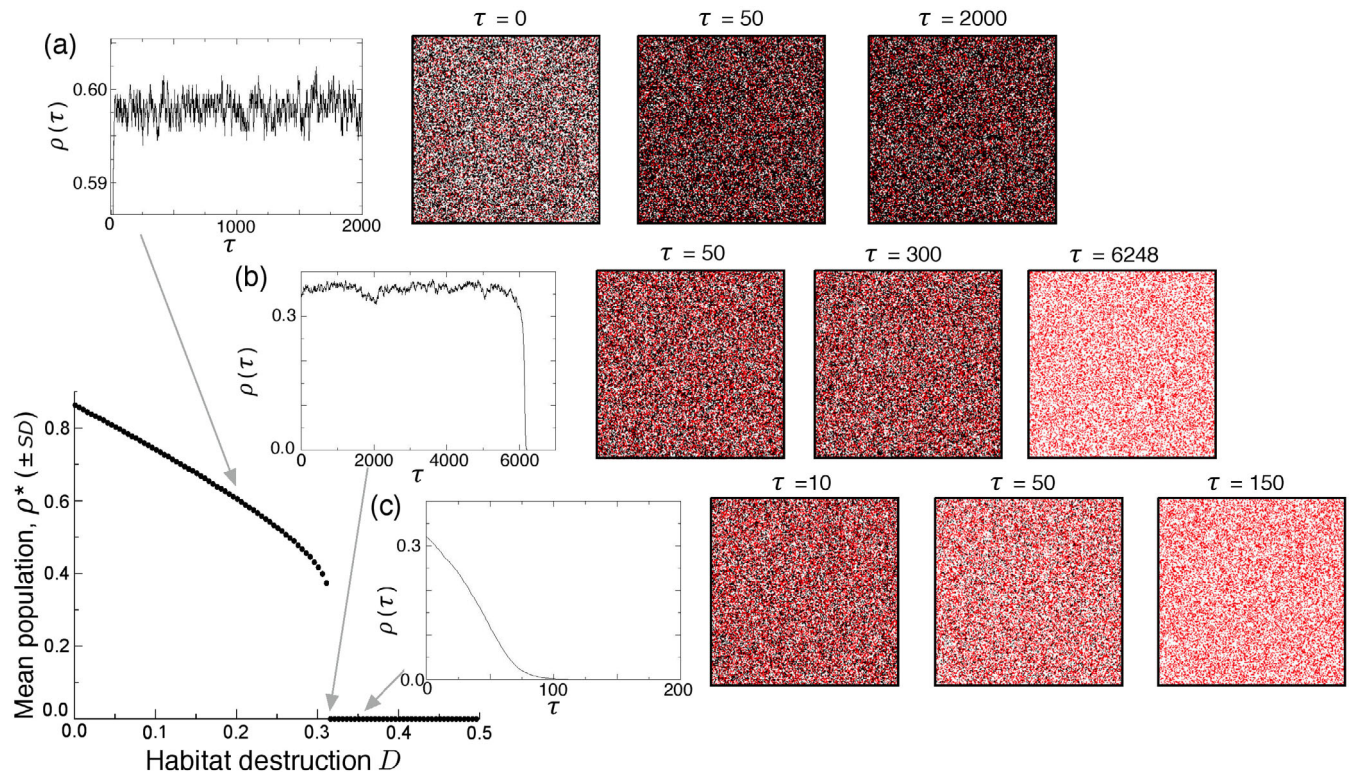 (a)
τ = 0
τ = 50
τ = 2000
0.60
0.59
ρ (τ)
0
1000
2000
τ
(b)
τ = 50
τ = 300
τ = 6248
0.3
0.0
ρ (τ)
0
2000
4000
6000
τ
(c)
τ =10
τ = 50
τ = 150
0.3
0.0
ρ (τ)
0
100
200
τ
Mean population, ρ* (± SD)
0.8
0.6
0.4
0.2
0.0
0.0
0.1
0.2
0.3
0.4
0.5
Habitat destruction D